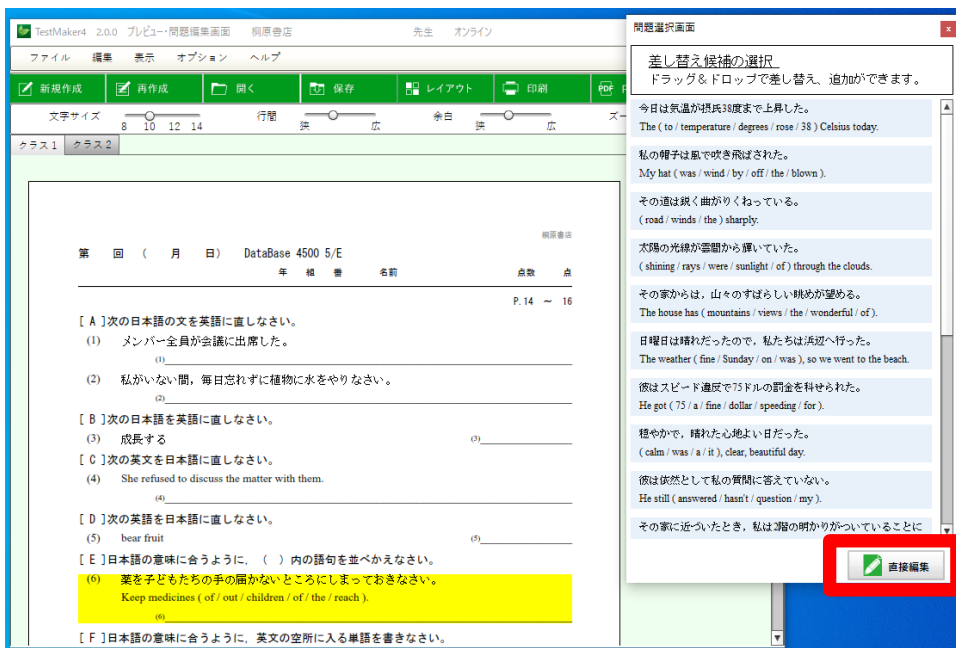 TestMaker4 2.0.0 プレビュー・問題編集画面 桐原書店 先生 オンライン
ファイル 編集 表示 オプション ヘルプ
新規作成 再作成 開く 保存 レイアウト 印刷
文字サイズ 8 10 12 14 行間 狭 広 余白 狭 広
クラス1 クラス2
桐原書店
第 回 ( 月 日) DataBase 4500 5/E
年 組 番 名前 点数 点
P.14 ~ 16
[ A ]次の日本語の文を英語に直しなさい。
(1) メンバー全員が会議に出席した。
(1)
(2) 私がいない間，毎日忘れずに植物に水をやりなさい。
(2)
[ B ]次の日本語を英語に直しなさい。
(3) 成長する (3)
[ C ]次の英文を日本語に直しなさい。
(4) She refused to discuss the matter with them.
(4)
[ D ]次の英語を日本語に直しなさい。
(5) bear fruit (5)
[ E ]日本語の意味に合うように，( )内の語句を並べかえなさい。
(6) 薬を子どもたちの手の届かないところにしまっておきなさい。
Keep medicines ( of / out / children / of / the / reach ).
(6)
[ F ]日本語の意味に合うように，英文の空所に入る単語を書きなさい。
問題選択画面
差し替え候補の選択
ドラッグ＆ドロップで差し替え、追加ができます。
今日は気温が摂氏38度まで上昇した。
The ( to / temperature / degrees / rose / 38 ) Celsius today.
私の帽子は風で吹き飛ばされた。
My hat ( was / wind / by / off / the / blown ).
その道は鋭く曲がりくねっている。
( road / winds / the ) sharply.
太陽の光線が雲間から輝いていた。
( shining / rays / were / sunlight / of ) through the clouds.
その家からは，山々のすばらしい眺めが望める。
The house has ( mountains / views / the / wonderful / of ).
日曜日は晴れだったので，私たちは浜辺へ行った。
The weather ( fine / Sunday / on / was ), so we went to the beach.
彼はスピード違反で75ドルの罰金を科せられた。
He got ( 75 / a / fine / dollar / speeding / for ).
穏やかで，晴れた心地よい日だった。
( calm / was / a / it ), clear, beautiful day.
彼は依然として私の質問に答えていない。
He still ( answered / hasn't / question / my ).
その家に近づいたとき，私は2階の明かりがついていることに
直接編集